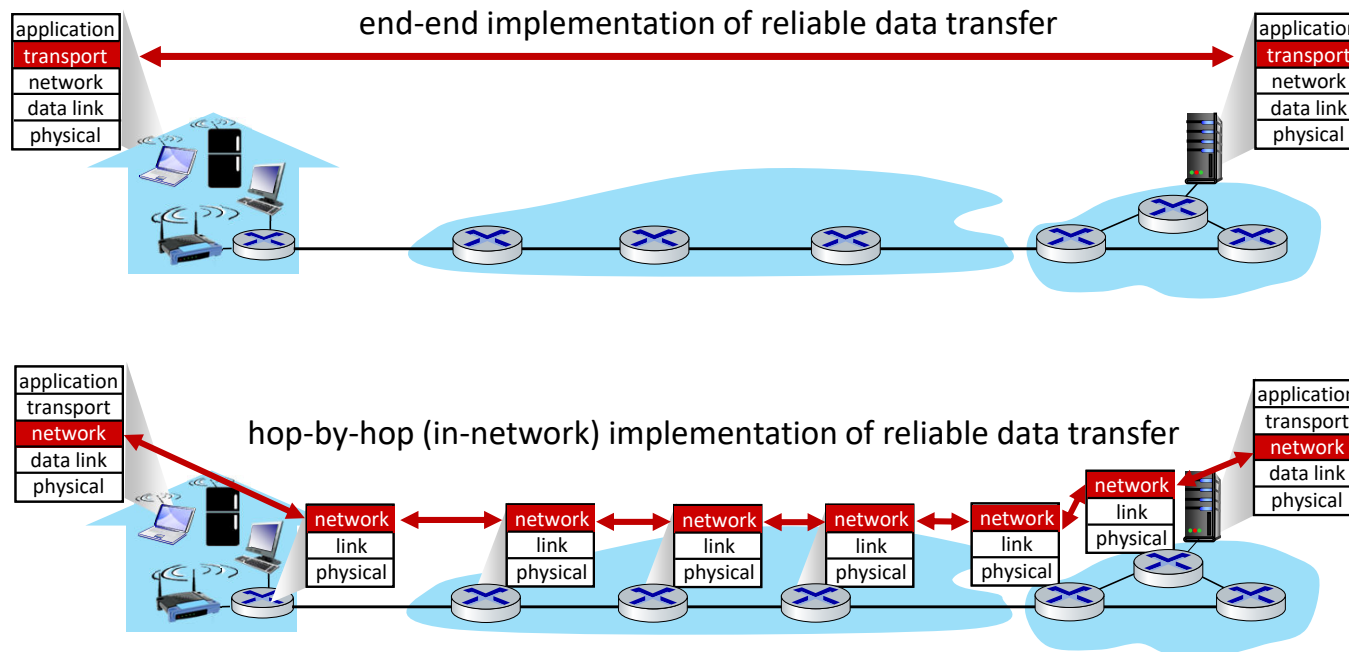 end-end implementation of reliable data transfer
application
transport
network
data link
physical
application
transport
network
data link
physical
hop-by-hop (in-network) implementation of reliable data transfer
application
transport
network
data link
physical
network
link
physical
network
link
physical
network
link
physical
network
link
physical
network
link
physical
network
link
physical
application
transport
network
data link
physical